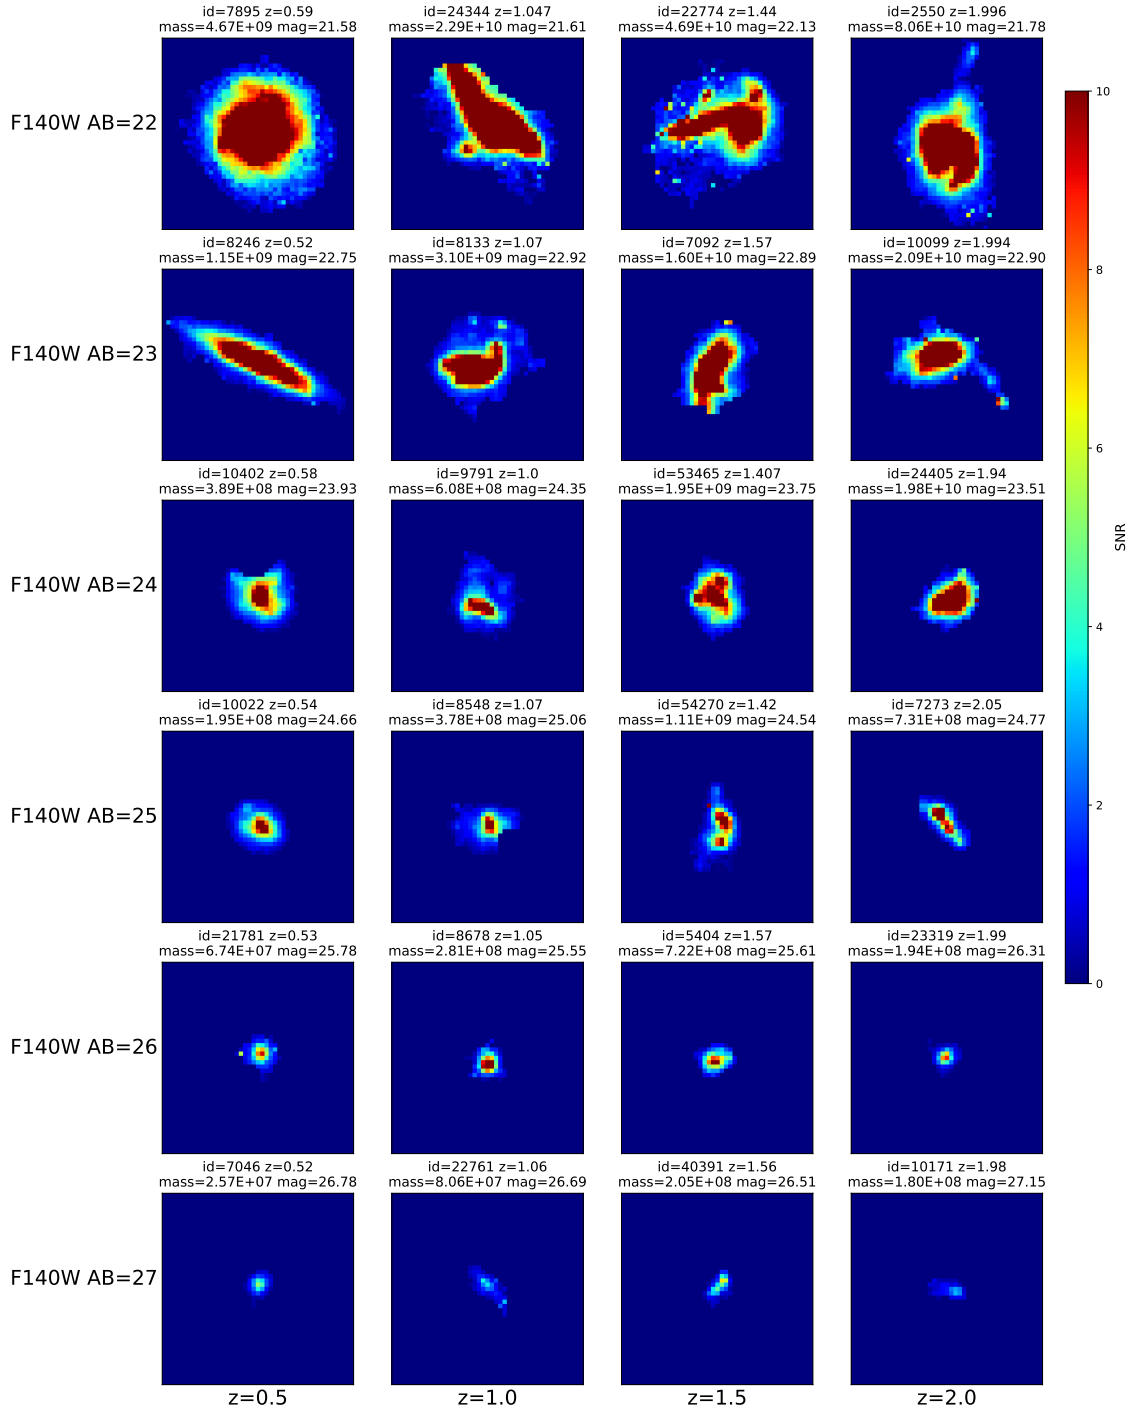 id=7895 z=0.59
mass=4.67E+09 mag=21.58
id=24344 z=1.047
mass=2.29E+10 mag=21.61
id=22774 z=1.44
mass=4.69E+10 mag=22.13
id=2550 z=1.996
mass=8.06E+10 mag=21.78
F140W AB=22
id=8246 z=0.52
mass=1.15E+09 mag=22.75
id=8133 z=1.07
mass=3.10E+09 mag=22.92
id=7092 z=1.57
mass=1.60E+10 mag=22.89
id=10099 z=1.994
mass=2.09E+10 mag=22.90
F140W AB=23
id=10402 z=0.58
mass=3.89E+08 mag=23.93
id=9791 z=1.0
mass=6.08E+08 mag=24.35
id=53465 z=1.407
mass=1.95E+09 mag=23.75
id=24405 z=1.94
mass=1.98E+10 mag=23.51
F140W AB=24
id=10022 z=0.54
mass=1.95E+08 mag=24.66
id=8548 z=1.07
mass=3.78E+08 mag=25.06
id=54270 z=1.42
mass=1.11E+09 mag=24.54
id=7273 z=2.05
mass=7.31E+08 mag=24.77
F140W AB=25
id=21781 z=0.53
mass=6.74E+07 mag=25.78
id=8678 z=1.05
mass=2.81E+08 mag=25.55
id=5404 z=1.57
mass=7.22E+08 mag=25.61
id=23319 z=1.99
mass=1.94E+08 mag=26.31
F140W AB=26
id=7046 z=0.52
mass=2.57E+07 mag=26.78
id=22761 z=1.06
mass=8.06E+07 mag=26.69
id=40391 z=1.56
mass=2.05E+08 mag=26.51
id=10171 z=1.98
mass=1.80E+08 mag=27.15
F140W AB=27
z=0.5
z=1.0
z=1.5
z=2.0
10
8
6
4
2
0
SNR